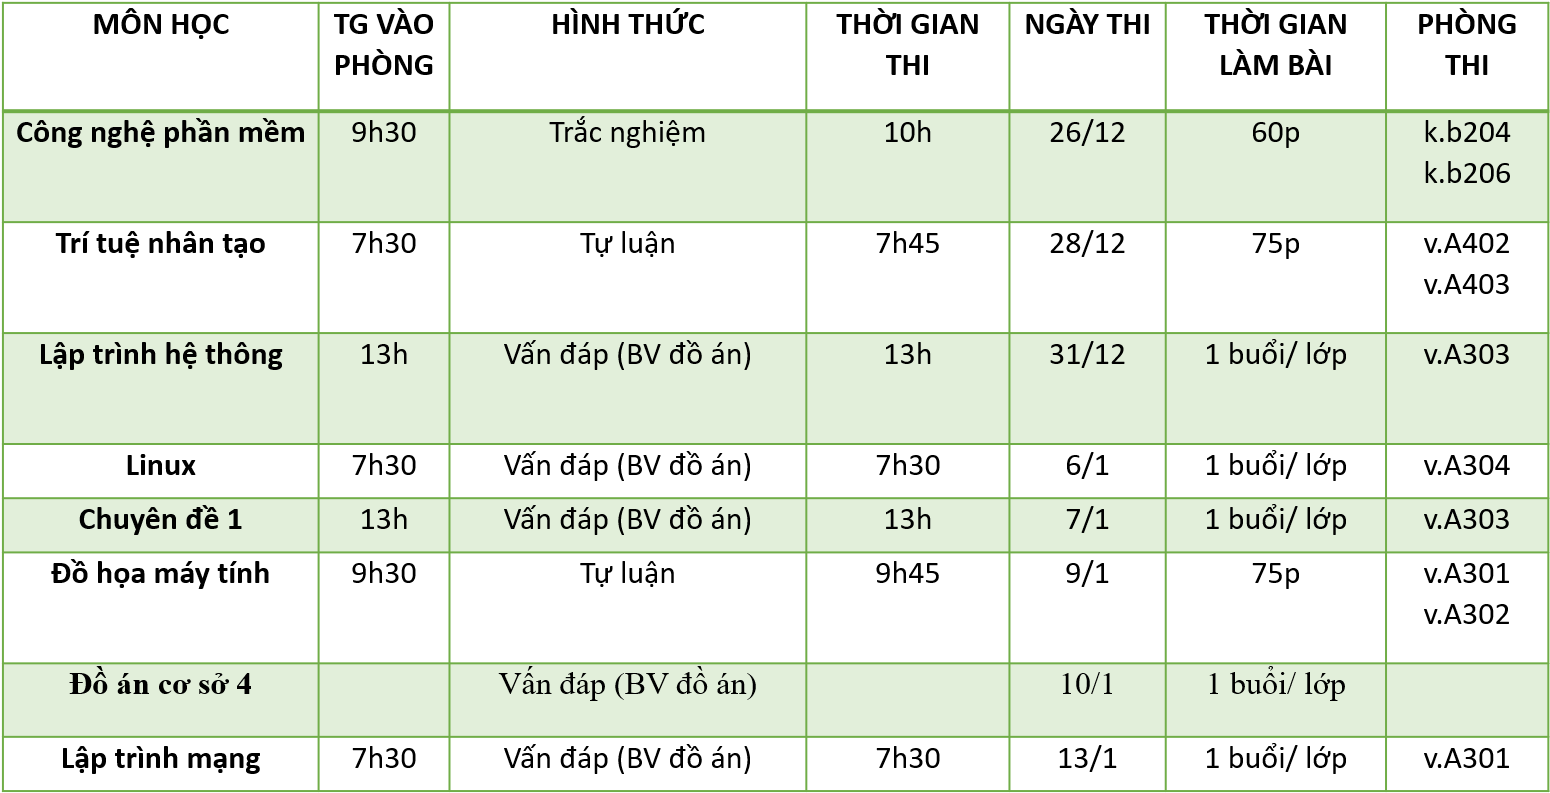 MÔN HỌC TG VÀO PHÒNG HÌNH THỨC THỜI GIAN THI NGÀY THI THỜI GIAN LÀM BÀI PHÒNG THI
Công nghệ phần mềm 9h30 Trắc nghiệm 10h 26/12 60p k.b204
k.b206
Trí tuệ nhân tạo 7h30 Tự luận 7h45 28/12 75p v.A402
v.A403
Lập trình hệ thông 13h Vấn đáp (BV đồ án) 13h 31/12 1 buổi/ lớp v.A303
Linux 7h30 Vấn đáp (BV đồ án) 7h30 6/1 1 buổi/ lớp v.A304
Chuyên đề 1 13h Vấn đáp (BV đồ án) 13h 7/1 1 buổi/ lớp v.A303
Đồ họa máy tính 9h30 Tự luận 9h45 9/1 75p v.A301
v.A302
Đồ án cơ sở 4 Vấn đáp (BV đồ án) 10/1 1 buổi/ lớp
Lập trình mạng 7h30 Vấn đáp (BV đồ án) 7h30 13/1 1 buổi/ lớp v.A301